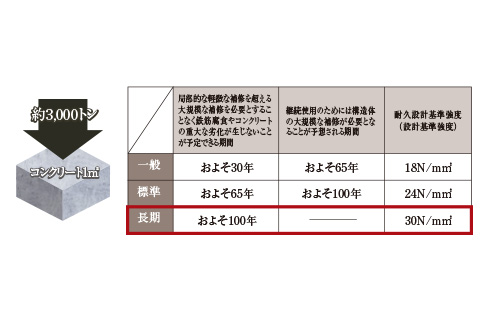 約3,000トン
コンクリート1㎡
局部的な軽微な補修を超える
大規模な補修を必要とするこ
となく鉄筋腐食やコンクリート
の重大な劣化が生じないこと
が予定できる期間
継続使用のためには構造体
の大規模な補修が必要とな
ることが予想される期間
耐久設計基準強度
（設計基準強度）
一般 およそ30年 およそ65年 18N/m㎡
標準 およそ65年 およそ100年 24N/m㎡
長期 およそ100年 ——— 30N/m㎡